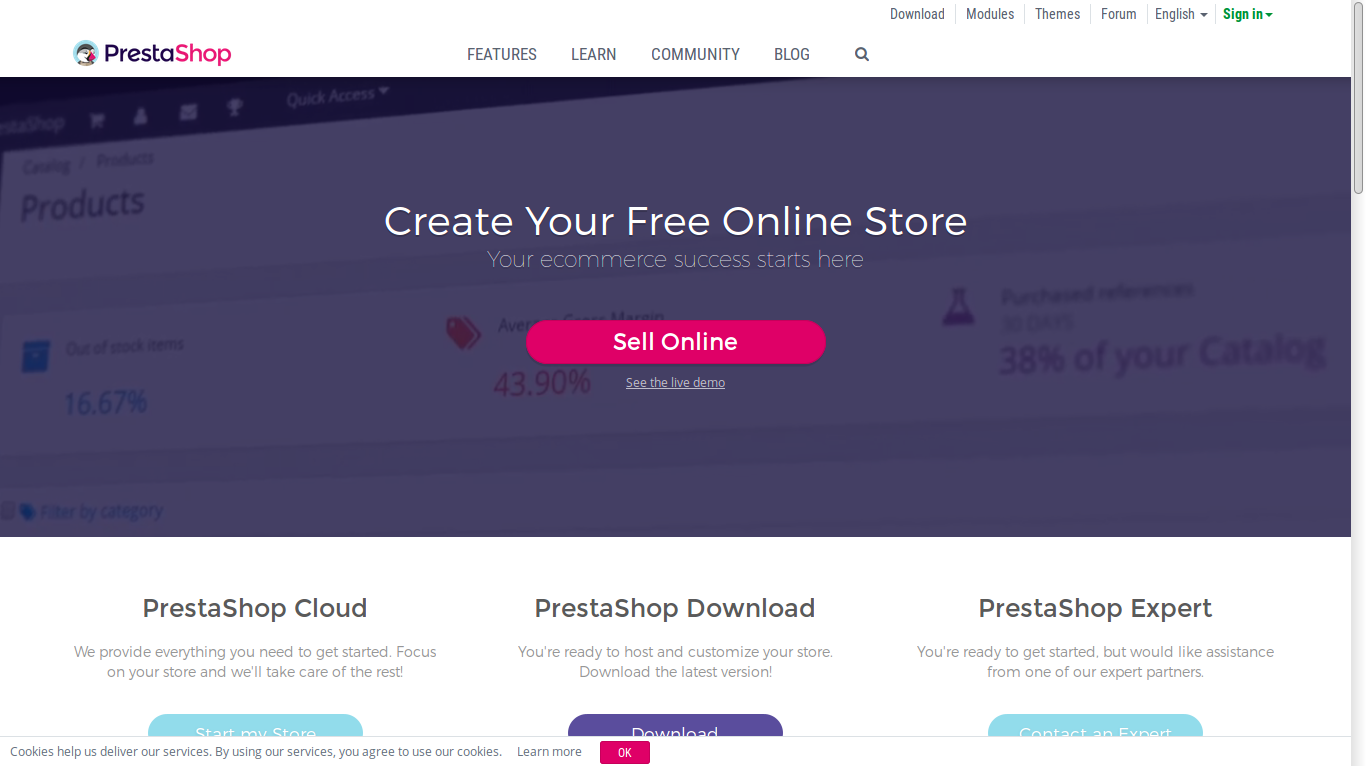 Download
Modules
Themes
Forum
English
Sign in
PrestaShop
FEATURES
LEARN
COMMUNITY
BLOG
Quick Access
estaShop
Catalog / Products
Products
Create Your Free Online Store
Your ecommerce success starts here
Purchased references
30 DAYS
38% of your Catalog
Average Gross Margin
43.90%
Out of stock items
16.67%
Sell Online
See the live demo
Filter by category
PrestaShop Cloud
We provide everything you need to get started. Focus
on your store and we'll take care of the rest!
Start my Store
PrestaShop Download
You're ready to host and customize your store.
Download the latest version!
Download
PrestaShop Expert
You're ready to get started, but would like assistance
from one of our expert partners.
Contact an Expert
Cookies help us deliver our services. By using our services, you agree to use our cookies.
Learn more
OK